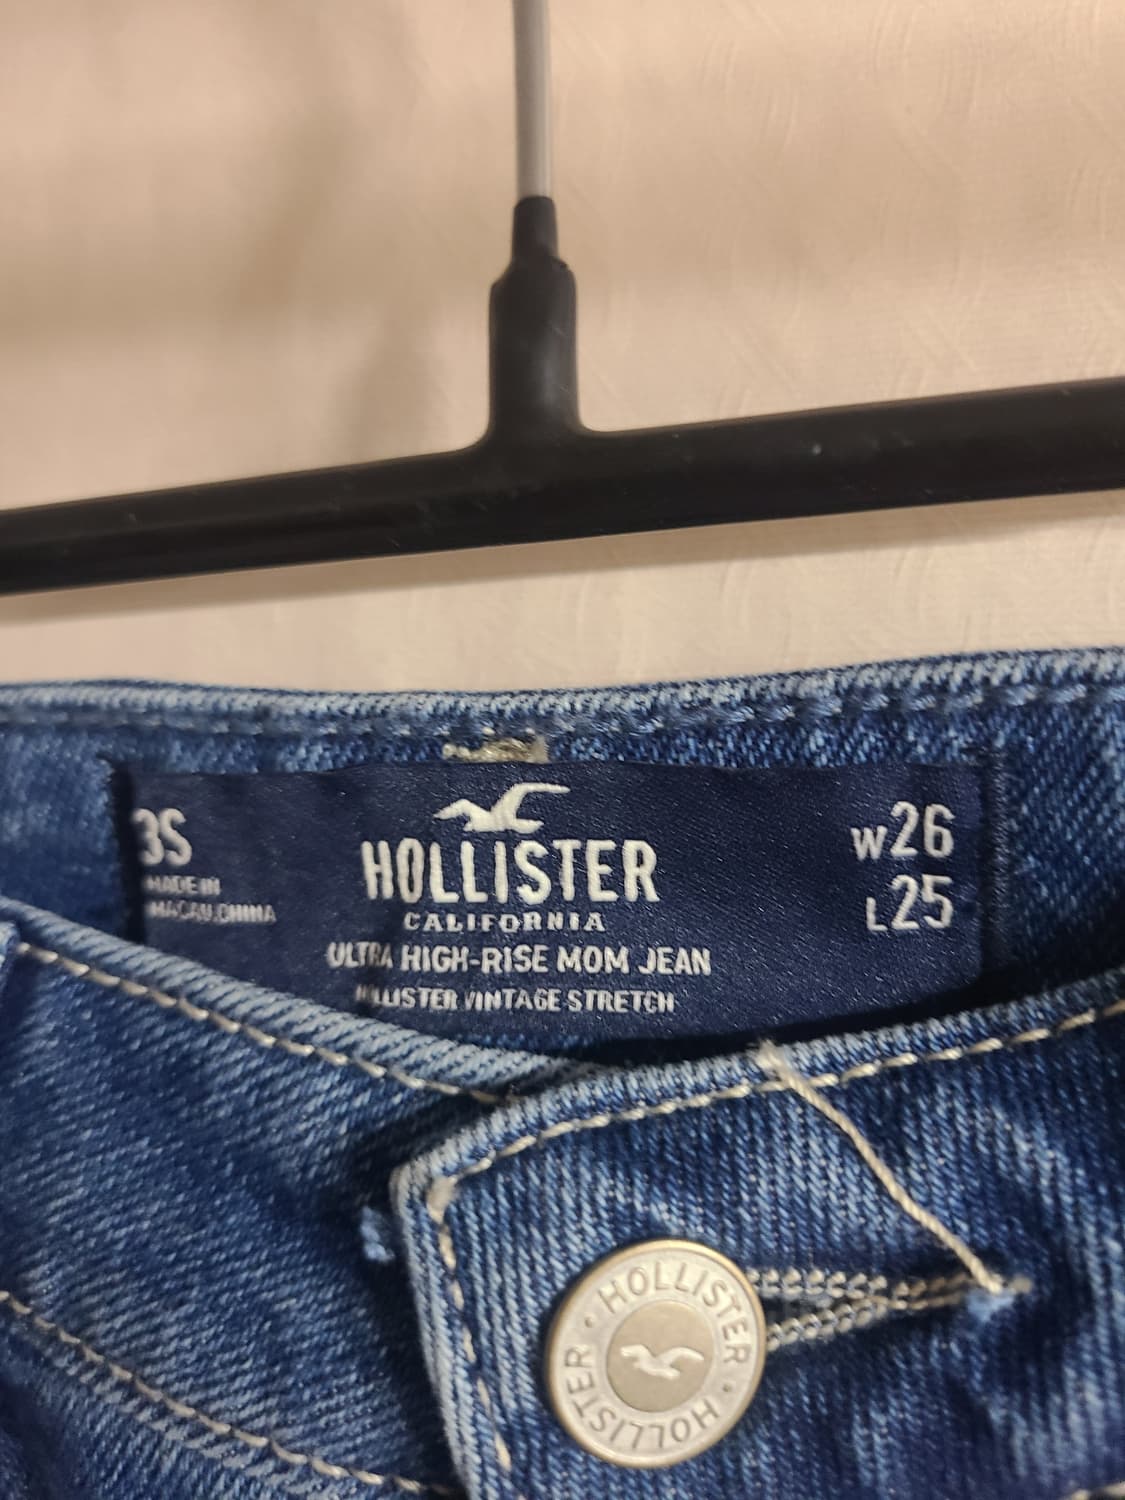 3S
MADE IN
MACAU, CHINA
HOLLISTER
CALIFORNIA
ULTRA HIGH-RISE MOM JEAN
HOLLISTER VINTAGE STRETCH
W26
L25
HOLLISTER · HOLLISTER · HOLLISTER